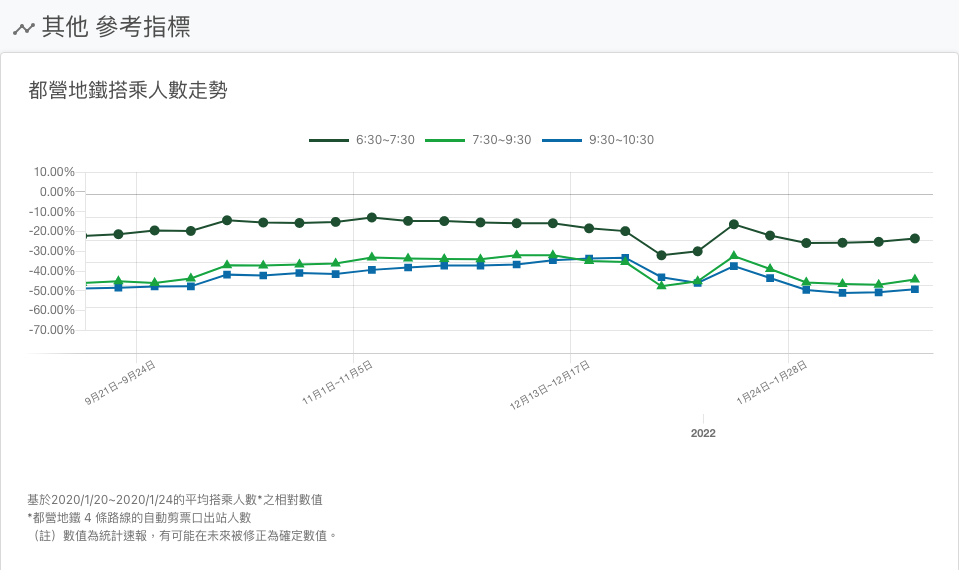 其他 參考指標
都營地鐵搭乘人數走勢
6:30~7:30 7:30~9:30 9:30~10:30
10.00%
0.00%
-10.00%
-20.00%
-30.00%
-40.00%
-50.00%
-60.00%
-70.00%
9月21日~9月24日 11月1日~11月5日 12月13日~12月17日 1月24日~1月28日
2022
基於2020/1/20~2020/1/24的平均搭乘人數*之相對數值
*都營地鐵 4 條路線的自動剪票口出站人數
（註）數值為統計速報，有可能在未來被修正為確定數值。